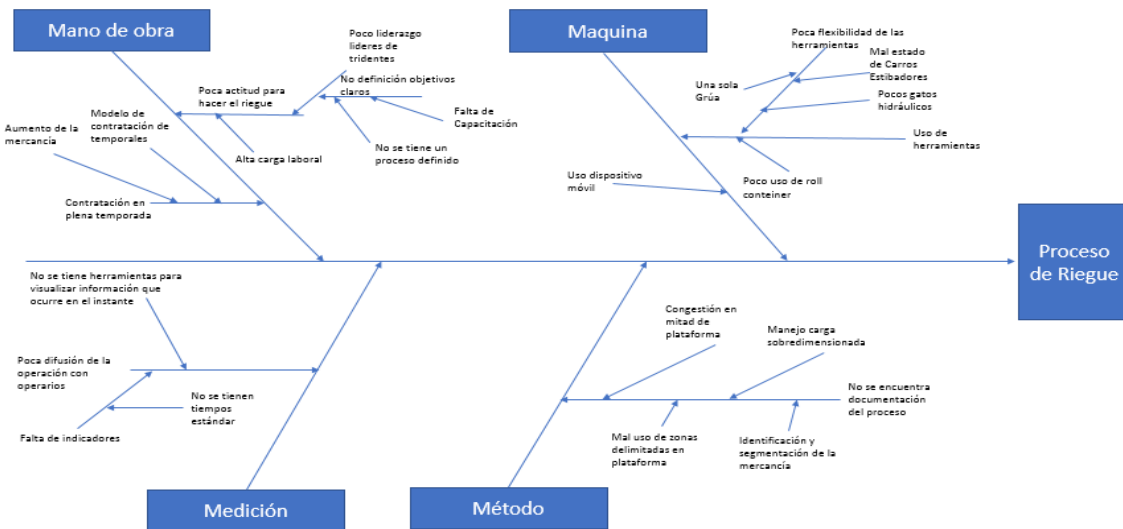 Mano de obra
Maquina
Poco liderazgo
lideres de
tridentes
No definición objetivos
claros
Poca actitud para
hacer el riegue
Falta de
Capacitación
No se tiene un
proceso definido
Alta carga laboral
Modelo de
contratación de
temporales
Aumento de la
mercancía
Contratación en
plena temporada
Poca flexibilidad de las
herramientas
Mal estado
de Carros
Estibadores
Una sola
Grúa
Pocos gatos
hidráulicos
Uso de
herramientas
Poco uso de roll
conteiner
Uso dispositivo
móvil
Proceso
de Riegue
No se tiene herramientas para
visualizar información que
ocurre en el instante
Poca difusión de la
operación con
operarios
No se tienen
tiempos
estándar
Falta de indicadores
Congestión en
mitad de
plataforma
Manejo carga
sobredimensionada
No se encuentra
documentación
del proceso
Mal uso de zonas
delimitadas en
plataforma
Identificación y
segmentación de la
mercancía
Medición
Método